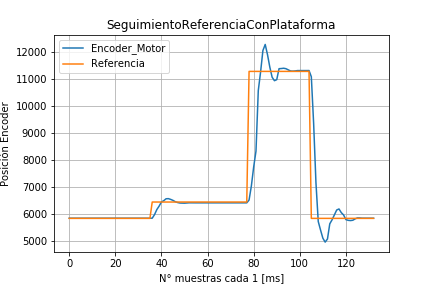 SeguimientoReferenciaConPlataforma
Encoder_Motor
Referencia
12000
11000
10000
9000
8000
7000
6000
5000
Posición Encoder
0 20 40 60 80 100 120
N° muestras cada 1 [ms]